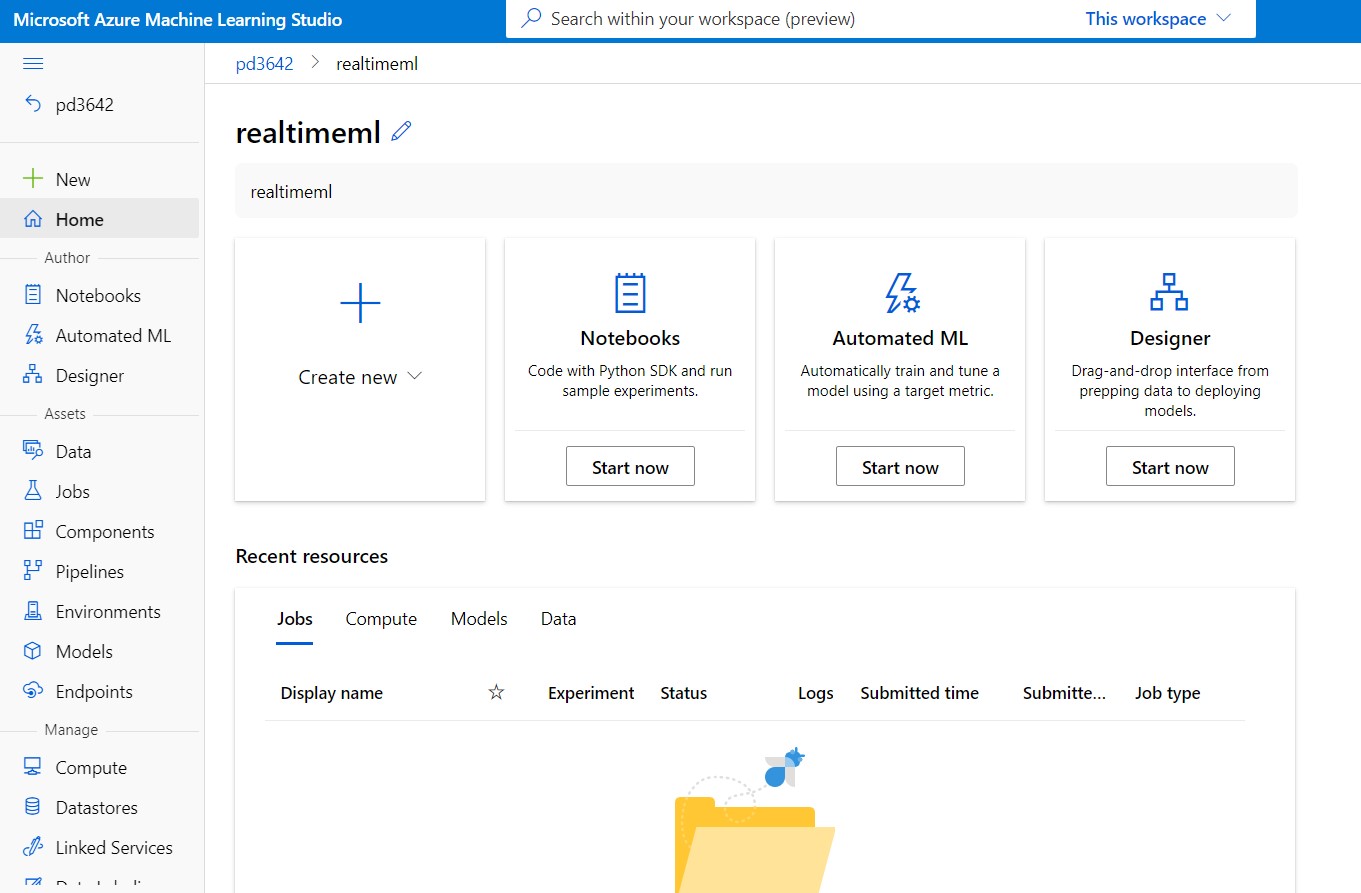 Microsoft Azure Machine Learning Studio
Search within your workspace (preview)
This workspace
pd3642
realtimeml
pd3642
New
Home
Author
Notebooks
Automated ML
Designer
Assets
Data
Jobs
Components
Pipelines
Environments
Models
Endpoints
Manage
Compute
Datastores
Linked Services
realtimeml
realtimeml
Create new
Notebooks
Code with Python SDK and run
sample experiments.
Start now
Automated ML
Automatically train and tune a
model using a target metric.
Start now
Designer
Drag-and-drop interface from
prepping data to deploying
models.
Start now
Recent resources
Jobs Compute Models Data
Display name Experiment Status Logs Submitted time Submitte... Job type